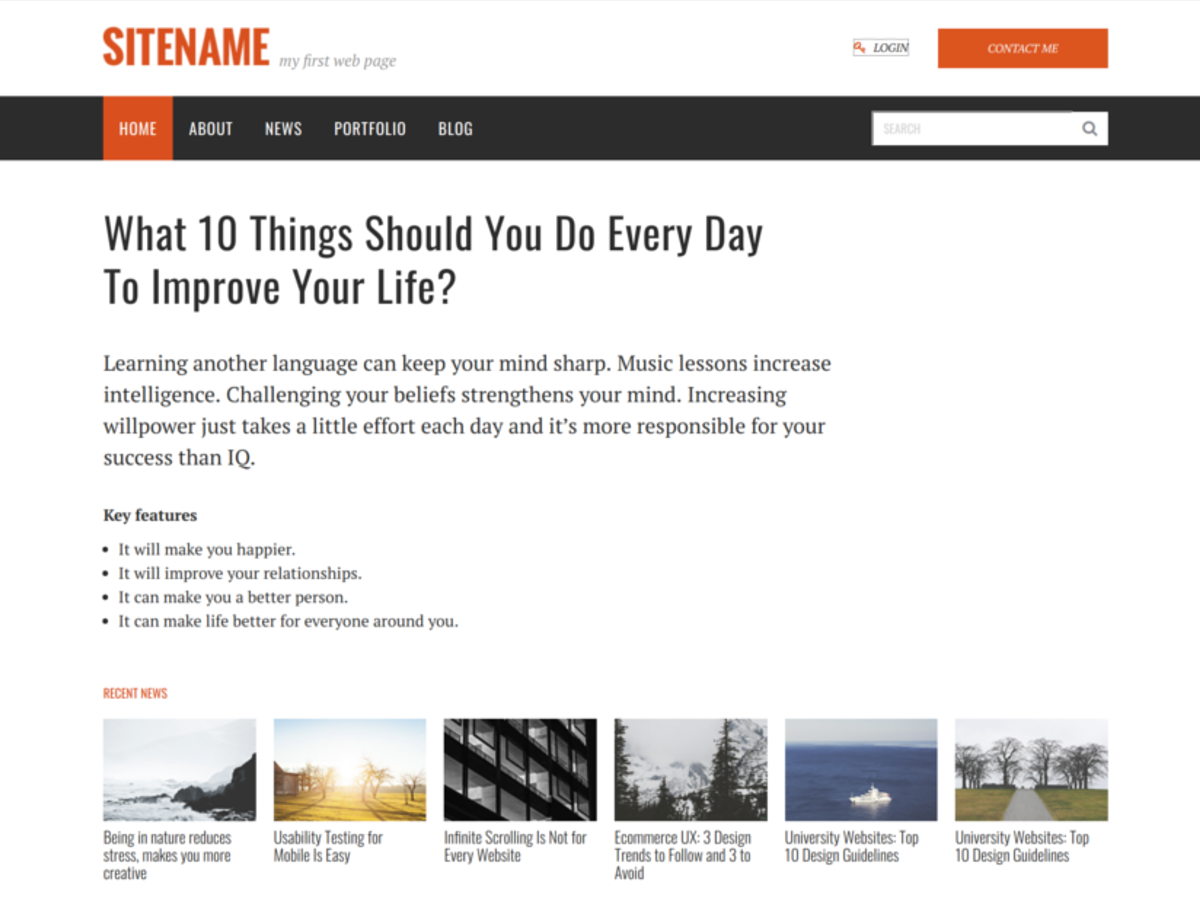 SITENAME my first web page
LOGIN
CONTACT ME
HOME ABOUT NEWS PORTFOLIO BLOG
SEARCH
What 10 Things Should You Do Every Day
To Improve Your Life?
Learning another language can keep your mind sharp. Music lessons increase
intelligence. Challenging your beliefs strengthens your mind. Increasing
willpower just takes a little effort each day and it’s more responsible for your
success than IQ.
Key features
• It will make you happier.
• It will improve your relationships.
• It can make you a better person.
• It can make life better for everyone around you.
RECENT NEWS
Being in nature reduces
stress, makes you more
creative
Usability Testing for
Mobile Is Easy
Infinite Scrolling Is Not for
Every Website
Ecommerce UX: 3 Design
Trends to Follow and 3 to
Avoid
University Websites: Top
10 Design Guidelines
University Websites: Top
10 Design Guidelines